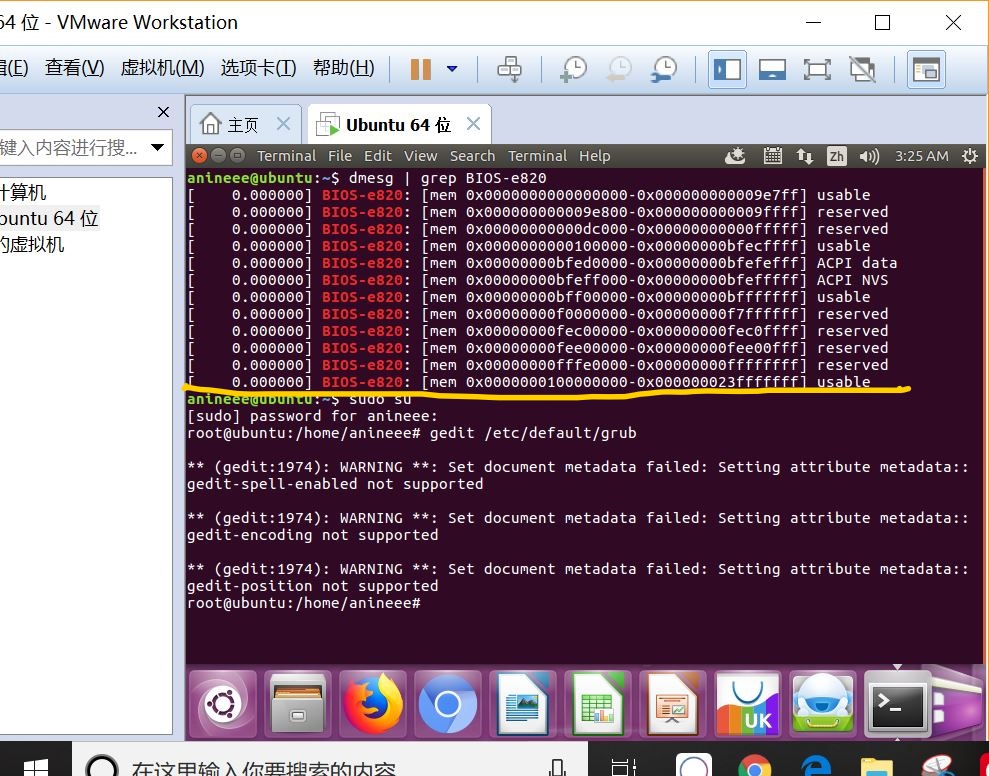 64 位 - VMware Workstation
辑(E) 查看(V) 虚拟机(M) 选项卡(T) 帮助(H)
主页 Ubuntu 64 位
键入内容进行搜...
计算机
buntu 64 位
的虚拟机
Terminal File Edit View Search Terminal Help Zh 3:25 AM
anineee@ubuntu:~$ dmesg | grep BIOS-e820
[    0.000000] BIOS-e820: [mem 0x0000000000000000-0x000000000009e7ff] usable
[    0.000000] BIOS-e820: [mem 0x000000000009e800-0x000000000009ffff] reserved
[    0.000000] BIOS-e820: [mem 0x00000000000dc000-0x00000000000fffff] reserved
[    0.000000] BIOS-e820: [mem 0x0000000000100000-0x00000000bfecffff] usable
[    0.000000] BIOS-e820: [mem 0x00000000bfed0000-0x00000000bfefefff] ACPI data
[    0.000000] BIOS-e820: [mem 0x00000000bfeff000-0x00000000bfefffff] ACPI NVS
[    0.000000] BIOS-e820: [mem 0x00000000bff00000-0x00000000bfffffff] usable
[    0.000000] BIOS-e820: [mem 0x00000000f0000000-0x00000000f7ffffff] reserved
[    0.000000] BIOS-e820: [mem 0x00000000fec00000-0x00000000fec0ffff] reserved
[    0.000000] BIOS-e820: [mem 0x00000000fee00000-0x00000000fee00fff] reserved
[    0.000000] BIOS-e820: [mem 0x00000000fffe0000-0x00000000ffffffff] reserved
[    0.000000] BIOS-e820: [mem 0x0000000100000000-0x000000023fffffff] usable
anineee@ubuntu:~$ sudo su
[sudo] password for anineee:
root@ubuntu:/home/anineee# gedit /etc/default/grub
** (gedit:1974): WARNING **: Set document metadata failed: Setting attribute metadata::
gedit-spell-enabled not supported
** (gedit:1974): WARNING **: Set document metadata failed: Setting attribute metadata::
gedit-encoding not supported
** (gedit:1974): WARNING **: Set document metadata failed: Setting attribute metadata::
gedit-position not supported
root@ubuntu:/home/anineee#
UK
在这里输入你要搜索的内容